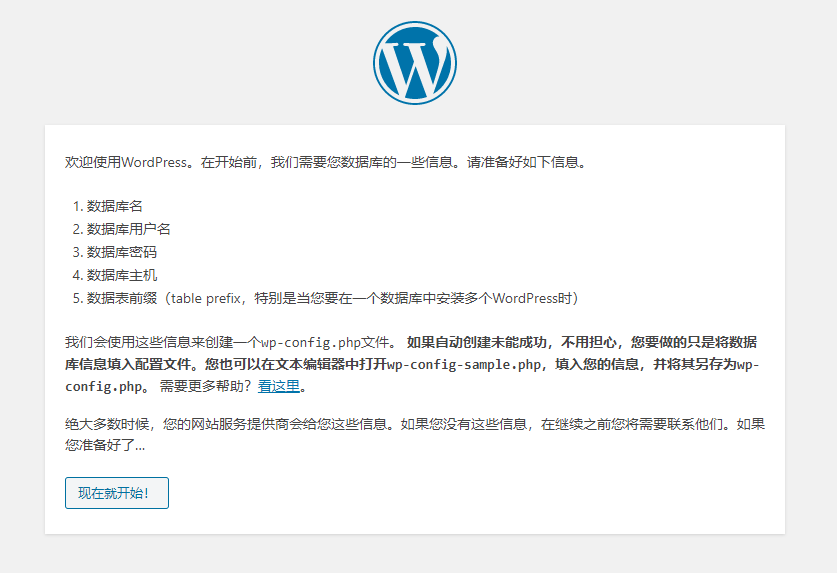 欢迎使用WordPress。在开始前，我们需要您数据库的一些信息。请准备好如下信息。
1. 数据库名
2. 数据库用户名
3. 数据库密码
4. 数据库主机
5. 数据表前缀（table prefix，特别是当您要在一个数据库中安装多个WordPress时）
我们会使用这些信息来创建一个wp-config.php文件。 如果自动创建未能成功，不用担心，您要做的只是将数据
库信息填入配置文件。您也可以在文本编辑器中打开wp-config-sample.php，填入您的信息，并将其另存为wp-
config.php。 需要更多帮助？看这里。
绝大多数时候，您的网站服务提供商会给您这些信息。如果您没有这些信息，在继续之前您将需要联系他们。如果
您准备好了…
现在就开始！